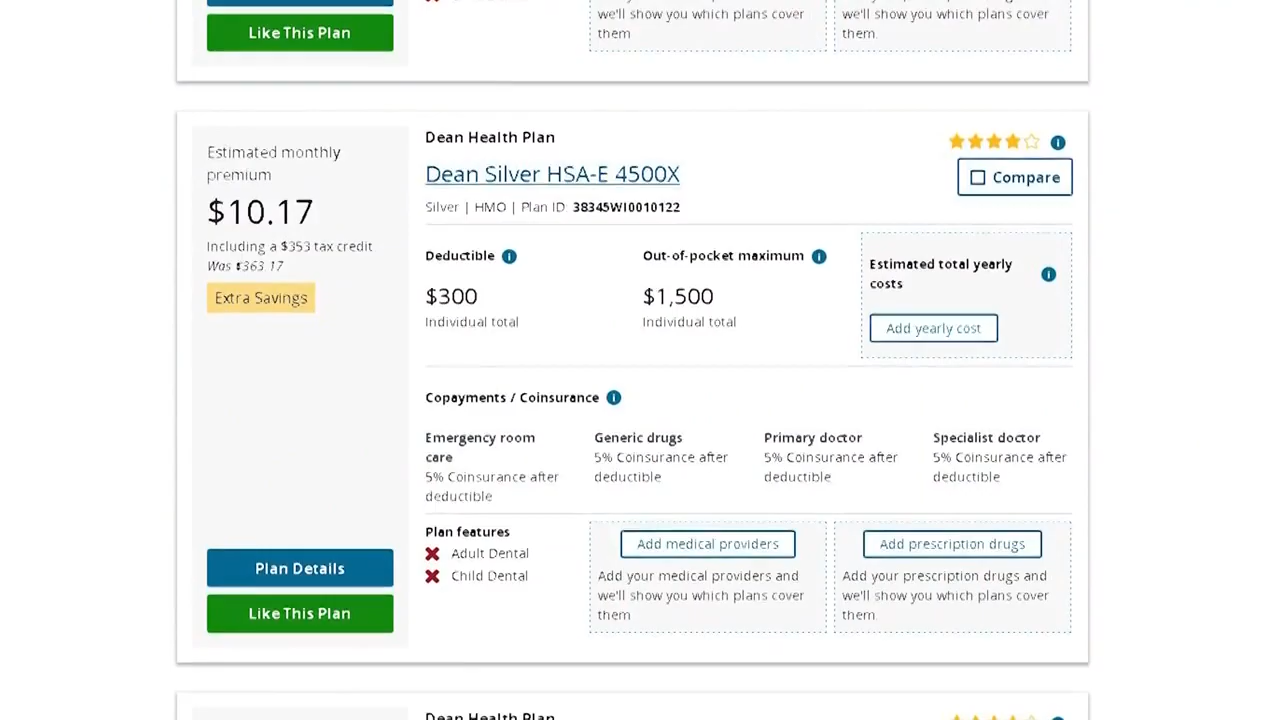 Like This Plan
we'll show you which plans cover
them
we'll show you which plans cover
them.
Estimated monthly
premium
$10.17
Including a $353 tax credit
Was $363.17
Extra Savings
Plan Details
Like This Plan
Dean Health Plan
Dean Silver HSA-E 4500X
Silver | HMO | Plan ID: 38345WI0010122
Compare
Deductible
$300
Individual total
Out-of-pocket maximum
$1,500
Individual total
Estimated total yearly
costs
Add yearly cost
Copayments / Coinsurance
Emergency room
care
5% Coinsurance after
deductible
Generic drugs
5% Coinsurance after
deductible
Primary doctor
5% Coinsurance after
deductible
Specialist doctor
5% Coinsurance after
deductible
Plan features
Adult Dental
Child Dental
Add medical providers
Add your medical providers and
we'll show you which plans cover
them
Add prescription drugs
Add your prescription drugs and
we'll show you which plans cover
them.
Dean Health Plan